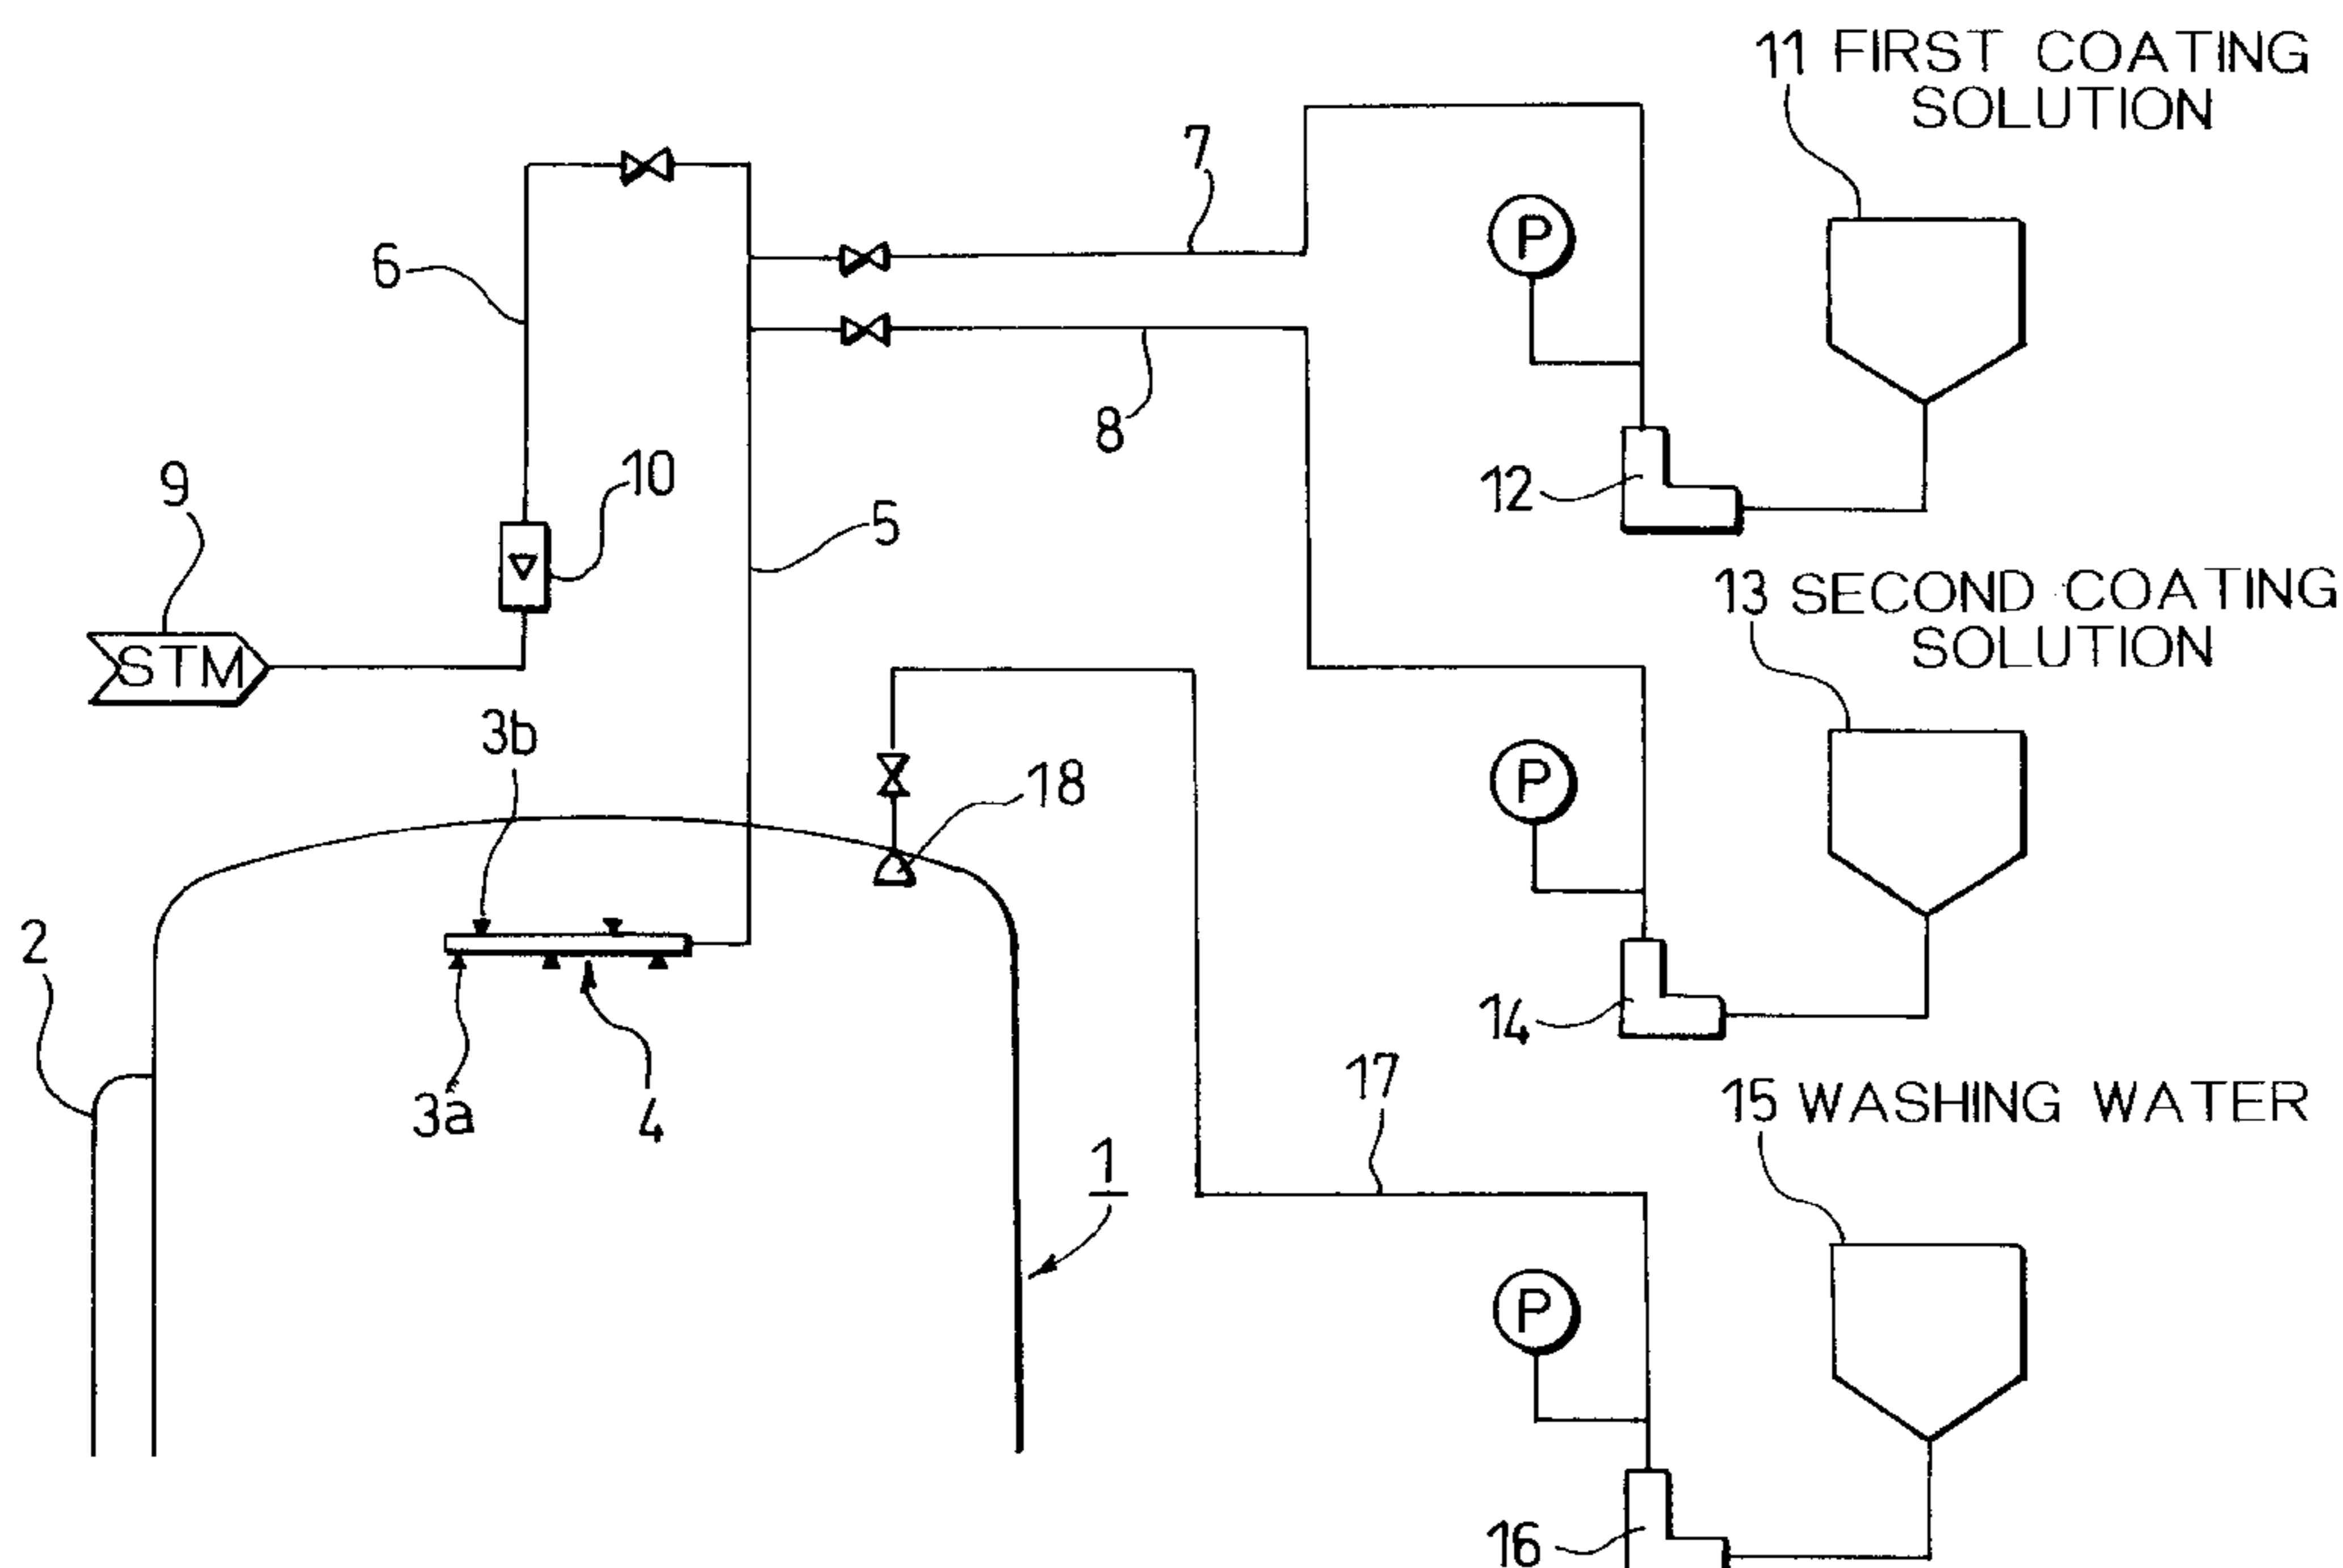 11 FIRST COATING
SOLUTION
7
P
6
8
12
9
10
5
STM
13 SECOND COATING
SOLUTION
3b
18
P
2
14
3a
4
17
15 WASHING WATER
1
P
16